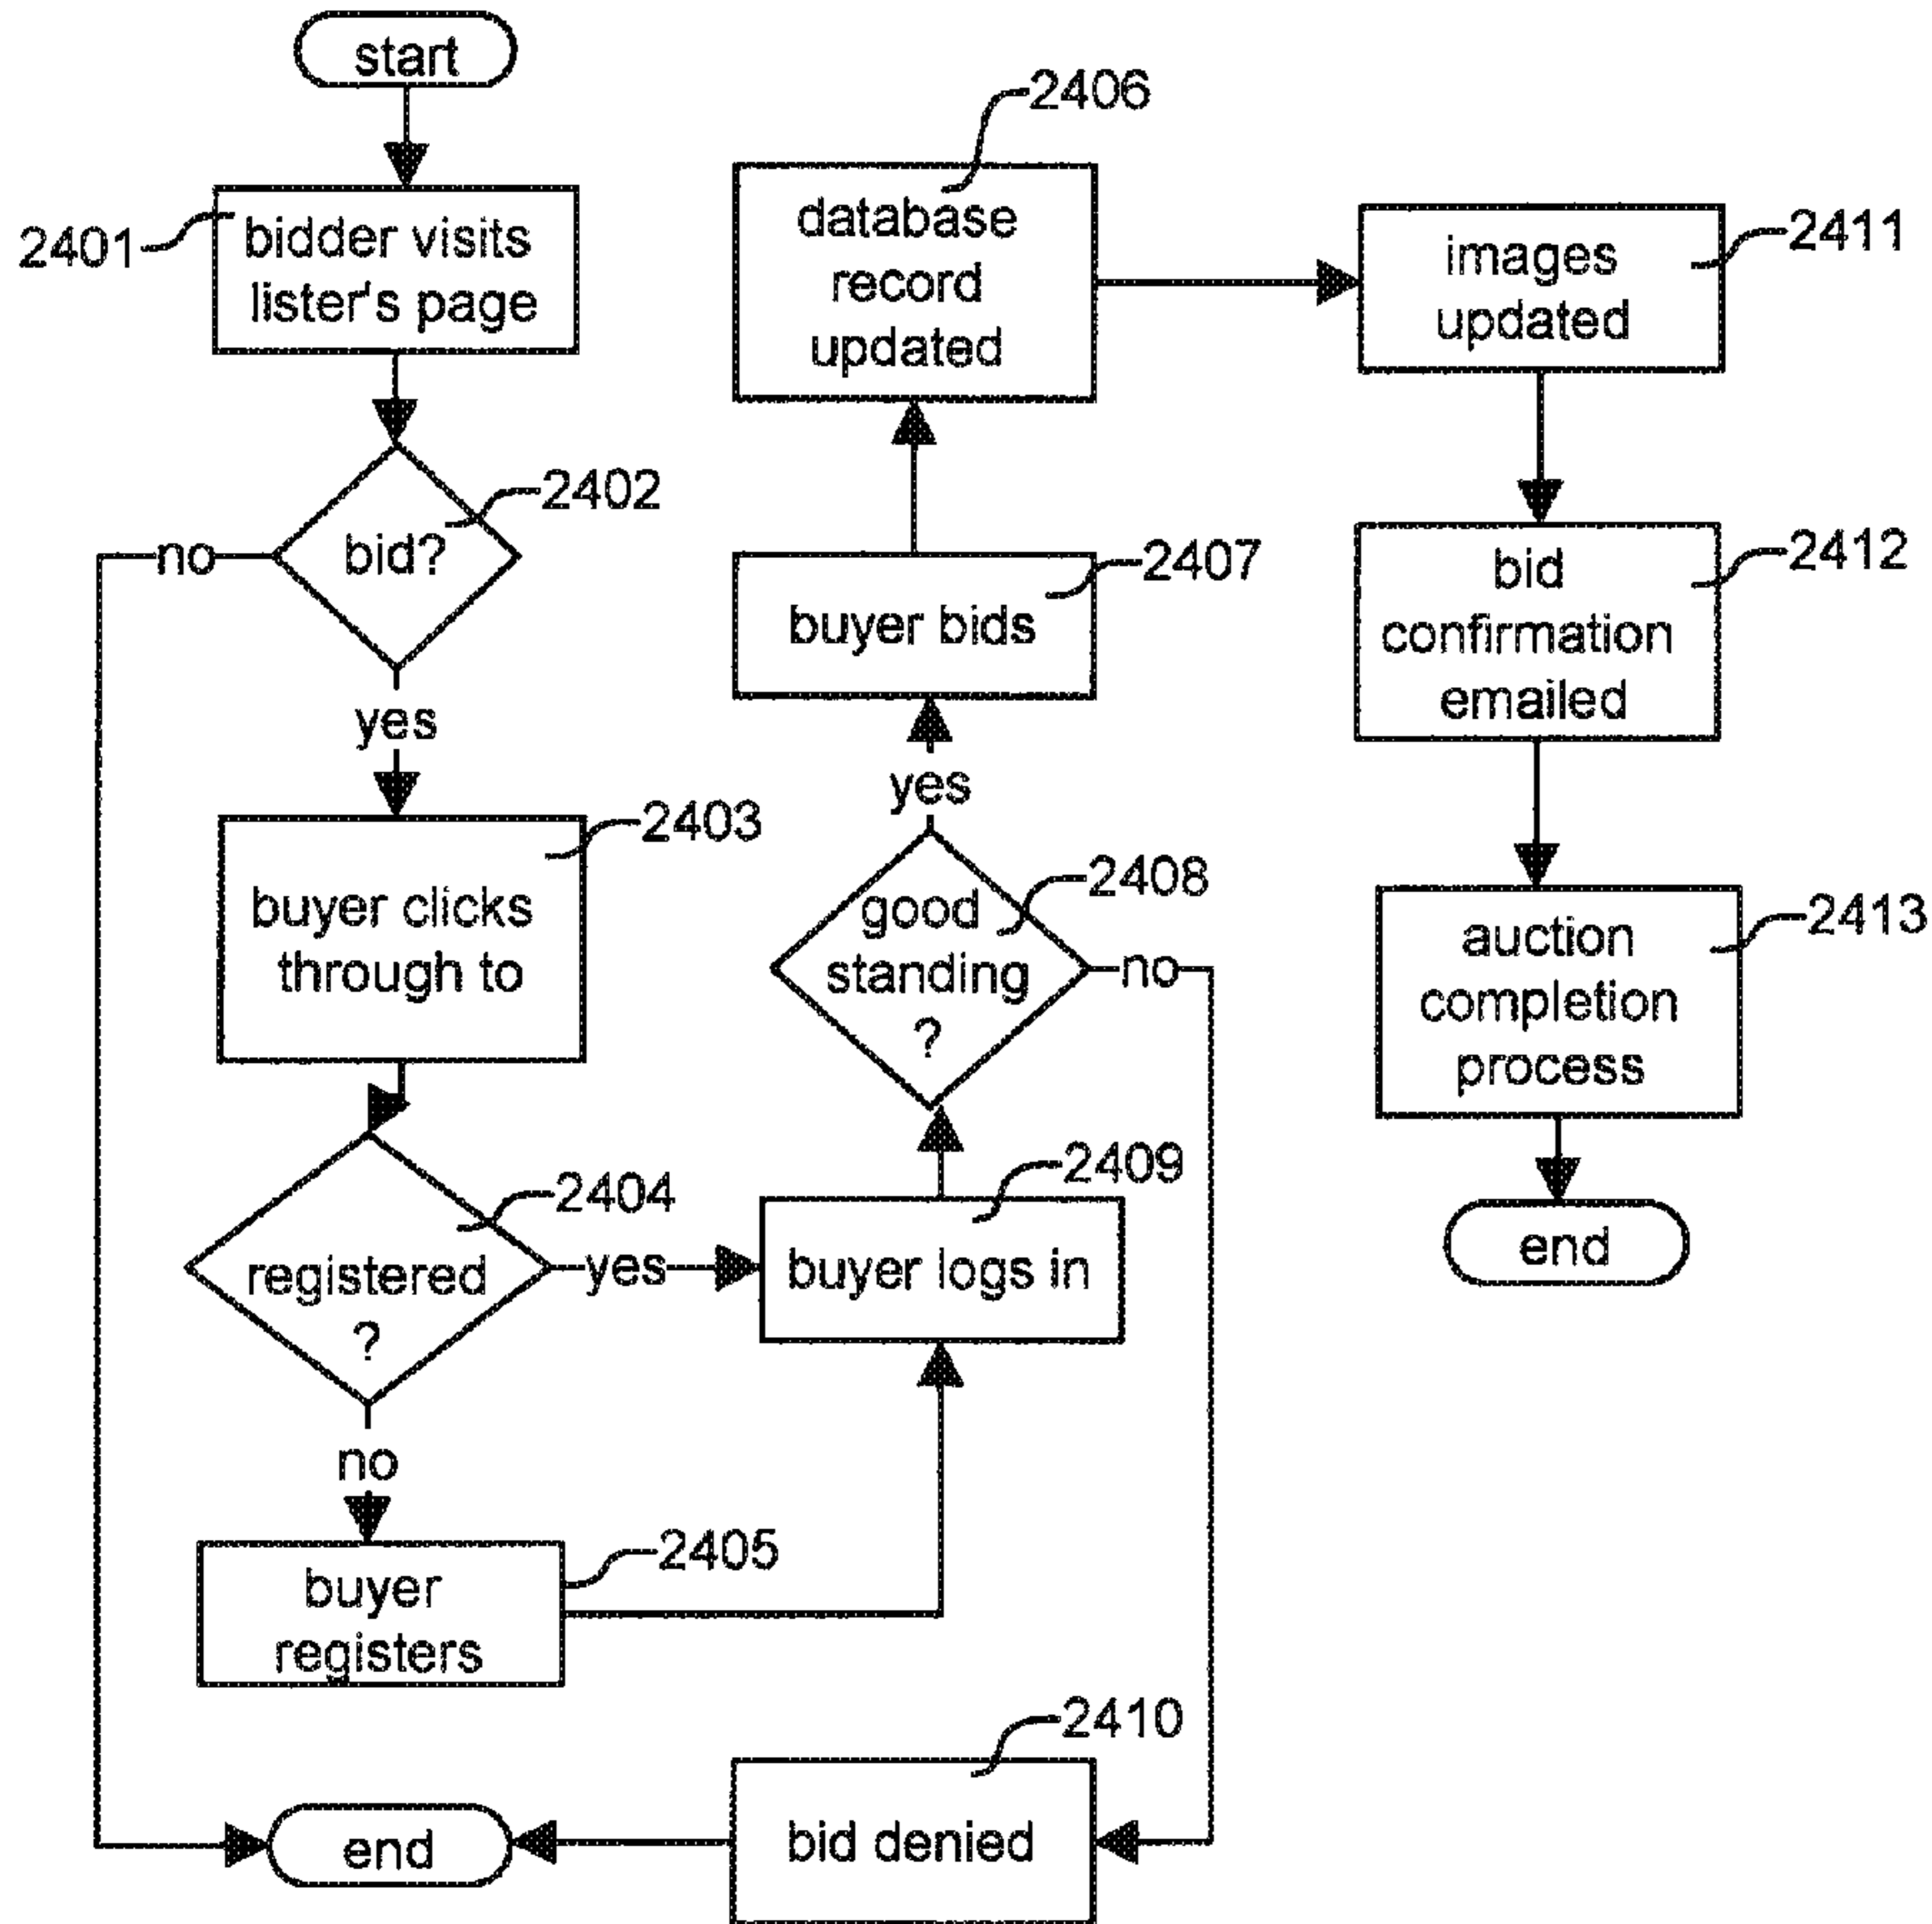 start
2401
bidder visits
lister's page
2402
bid?
no
yes
2403
buyer clicks
through to
2404
registered
?
yes
no
2405
buyer
registers
2409
buyer logs in
2408
good
standing
?
yes
no
2407
buyer bids
2406
database
record
updated
2411
images
updated
2412
bid
confirmation
emailed
2413
auction
completion
process
end
2410
bid denied
end